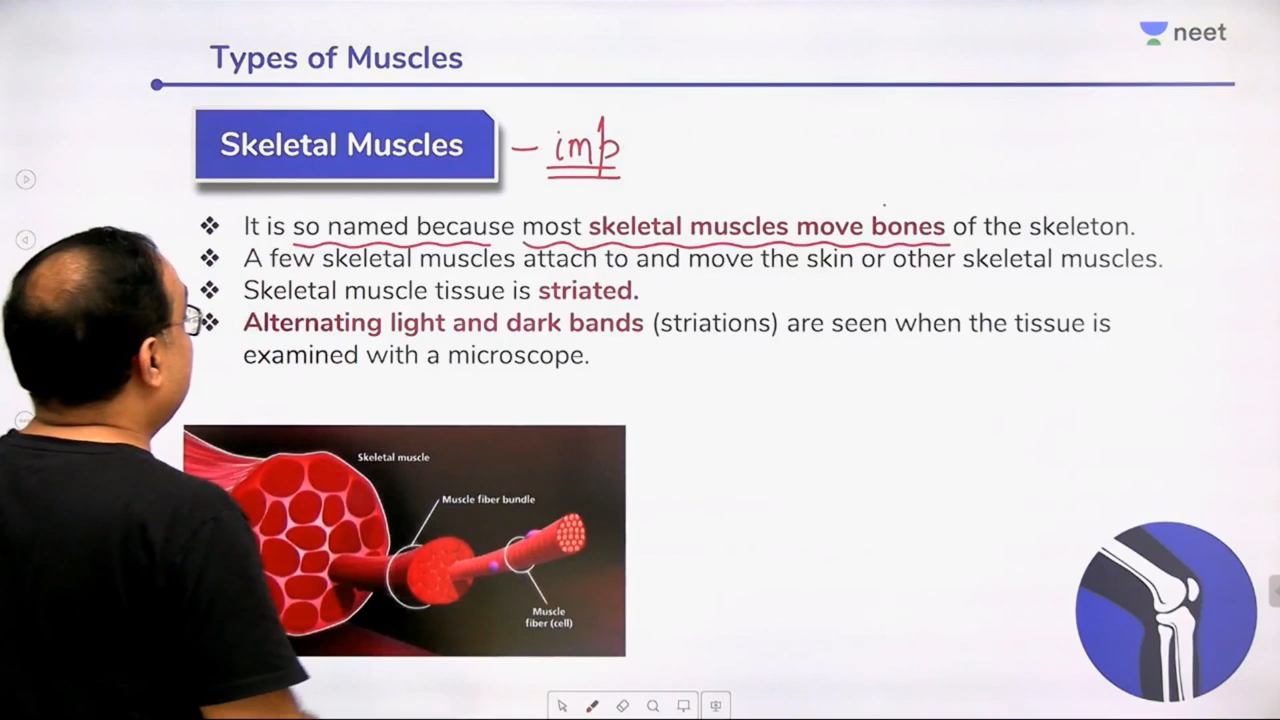 neet
Types of Muscles
Skeletal Muscles – imp
❖ It is so named because most skeletal muscles move bones of the skeleton.
❖ A few skeletal muscles attach to and move the skin or other skeletal muscles.
❖ Skeletal muscle tissue is striated.
❖ Alternating light and dark bands (striations) are seen when the tissue is
examined with a microscope.
Skeletal muscle
Muscle fiber bundle
Muscle
fiber (cell)